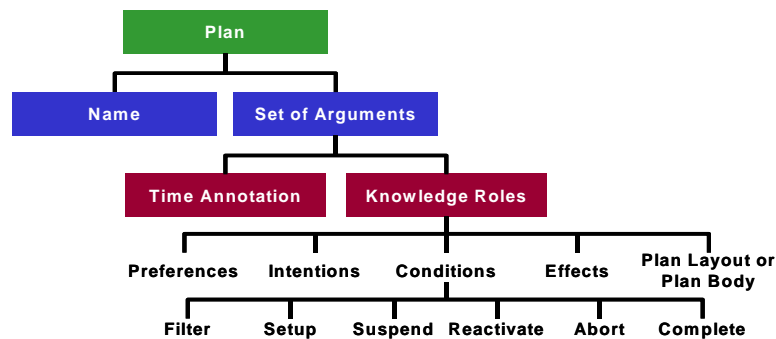 Plan
Name
Set of Arguments
Time Annotation
Knowledge Roles
Preferences
Intentions
Conditions
Effects
Plan Layout or
Plan Body
Filter
Setup
Suspend
Reactivate
Abort
Complete